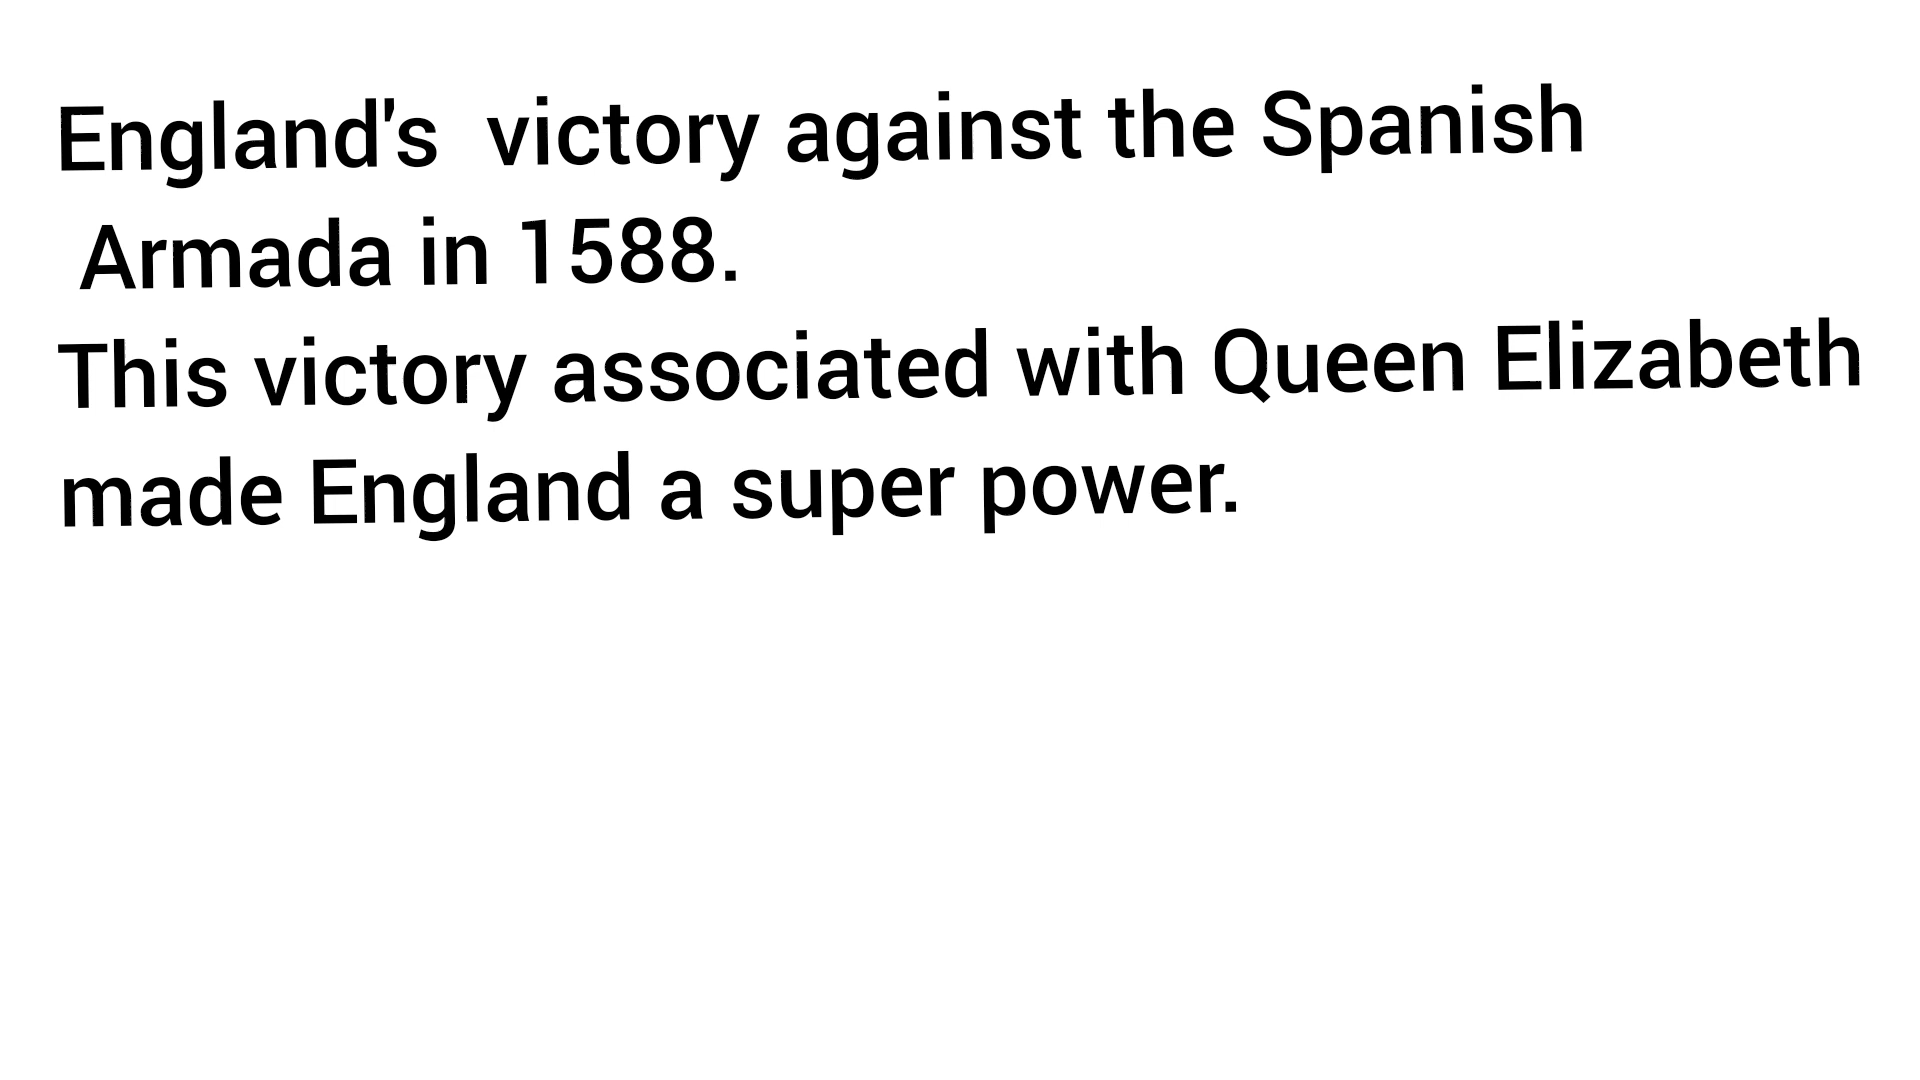 England's  victory against the Spanish
Armada in 1588.
This victory associated with Queen Elizabeth
made England a super power.